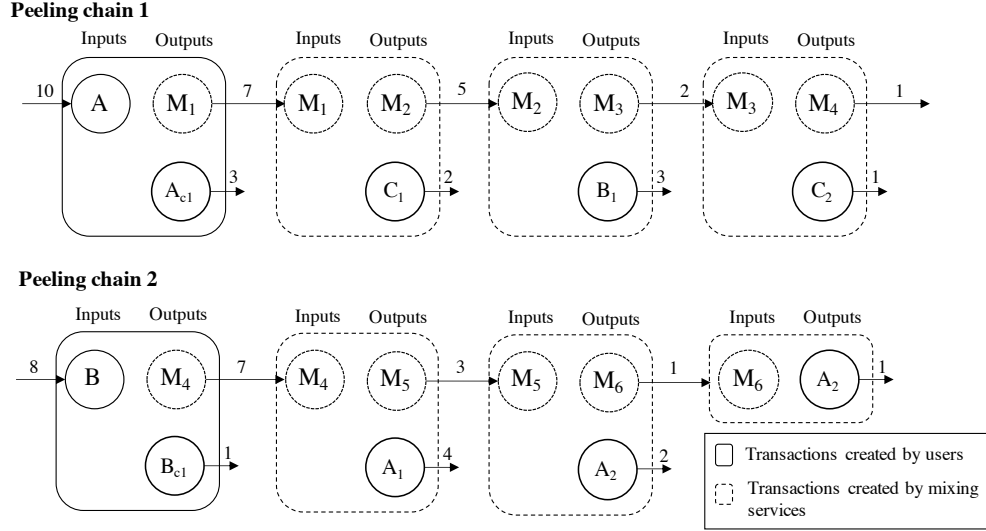 Peeling chain 1
Inputs Outputs Inputs Outputs Inputs Outputs Inputs Outputs
10 A M1 7 M1 M2 5 M2 M3 2 M3 M4 1
Ac1 3 C1 2 B1 3 C2 1
Peeling chain 2
Inputs Outputs Inputs Outputs Inputs Outputs Inputs Outputs
8 B M4 7 M4 M5 3 M5 M6 1 M6 A2 1
Bc1 1 A1 4 A2 2
Transactions created by users
Transactions created by mixing
services